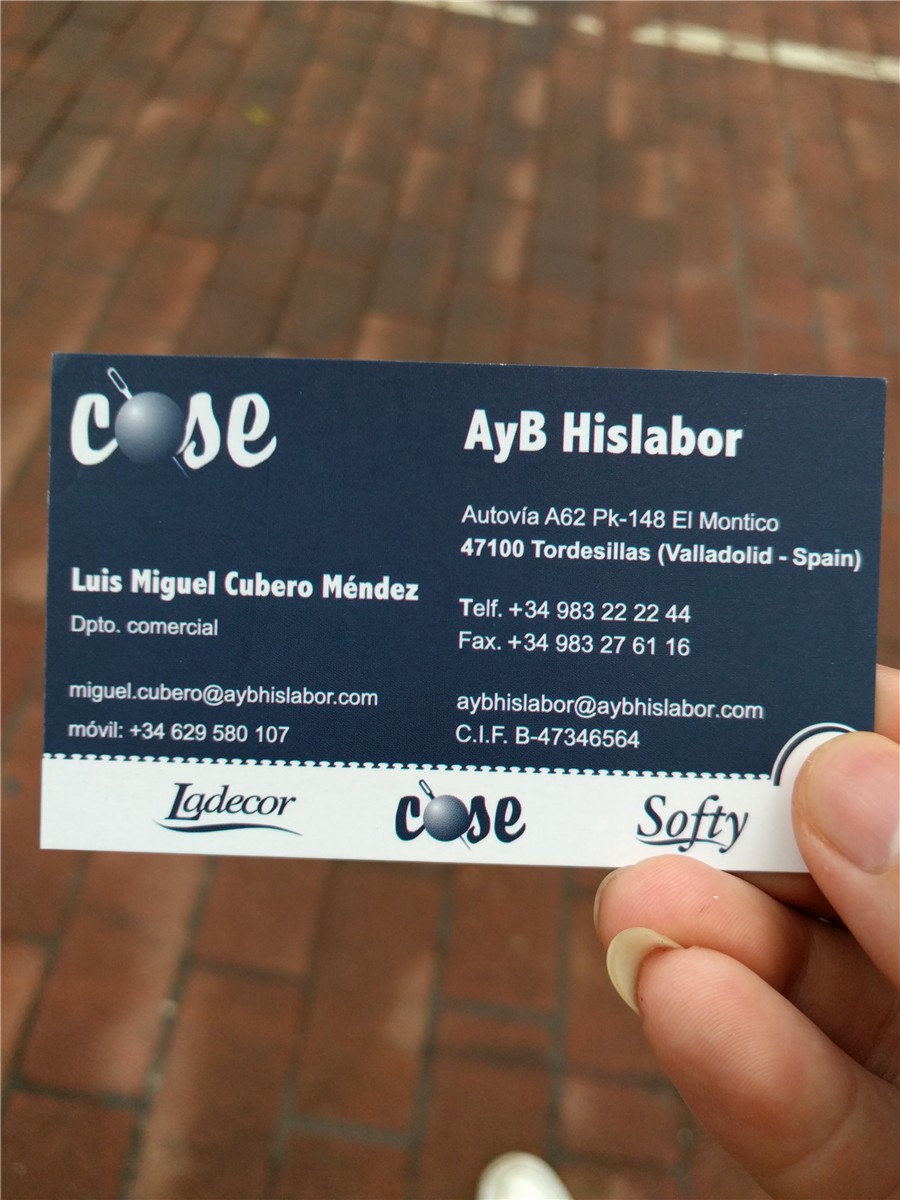 cose
Luis Miguel Cubero Méndez
Dpto. comercial
miguel.cubero@aybhislabor.com
móvil: +34 629 580 107
AyB Hislabor
Autovía A62 Pk-148 El Montico
47100 Tordesillas (Valladolid - Spain)
Telf. +34 983 22 22 44
Fax. +34 983 27 61 16
aybhislabor@aybhislabor.com
C.I.F. B-47346564
Ladecor cose Softy